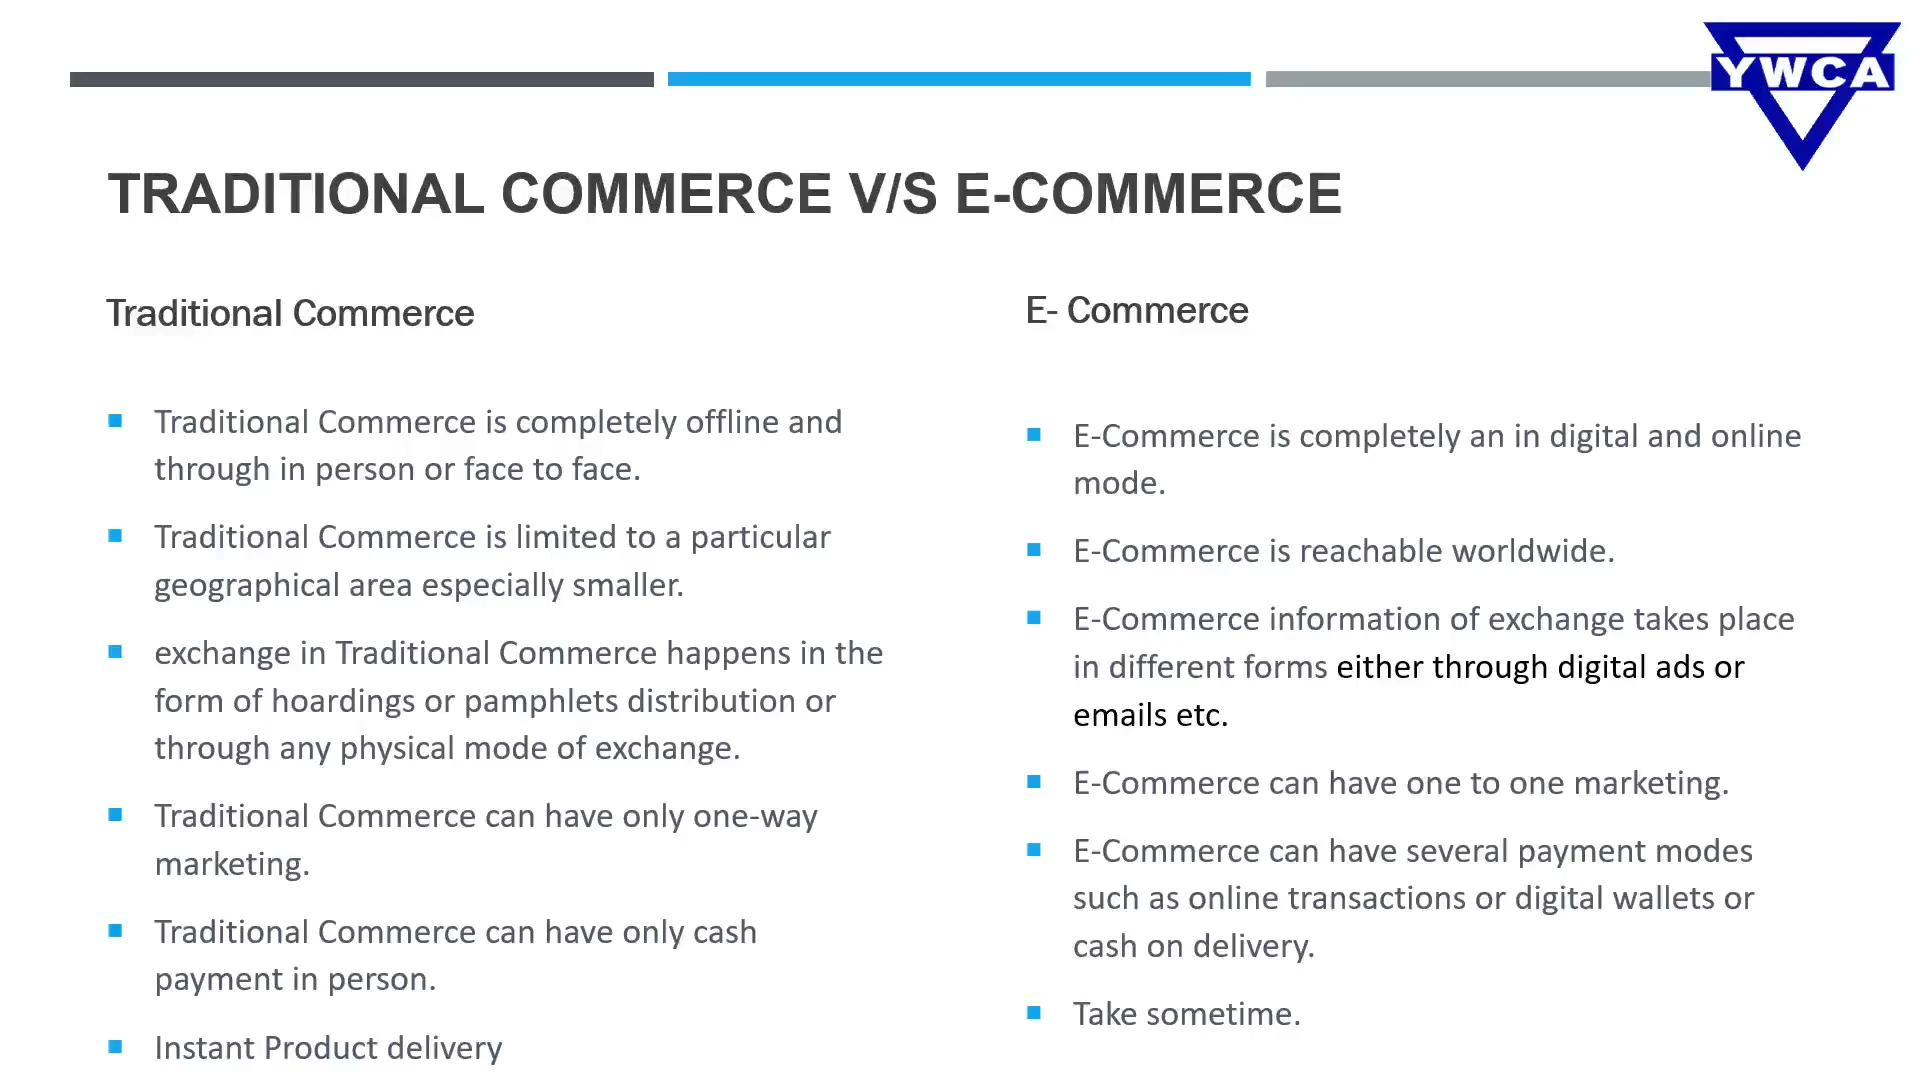 YWCA
TRADITIONAL COMMERCE V/S E-COMMERCE
Traditional Commerce
Traditional Commerce is completely offline and
through in person or face to face.
Traditional Commerce is limited to a particular
geographical area especially smaller.
exchange in Traditional Commerce happens in the
form of hoardings or pamphlets distribution or
through any physical mode of exchange.
Traditional Commerce can have only one-way
marketing.
Traditional Commerce can have only cash
payment in person.
Instant Product delivery
E- Commerce
E-Commerce is completely an in digital and online
mode.
E-Commerce is reachable worldwide.
E-Commerce information of exchange takes place
in different forms either through digital ads or
emails etc.
E-Commerce can have one to one marketing.
E-Commerce can have several payment modes
such as online transactions or digital wallets or
cash on delivery.
Take sometime.